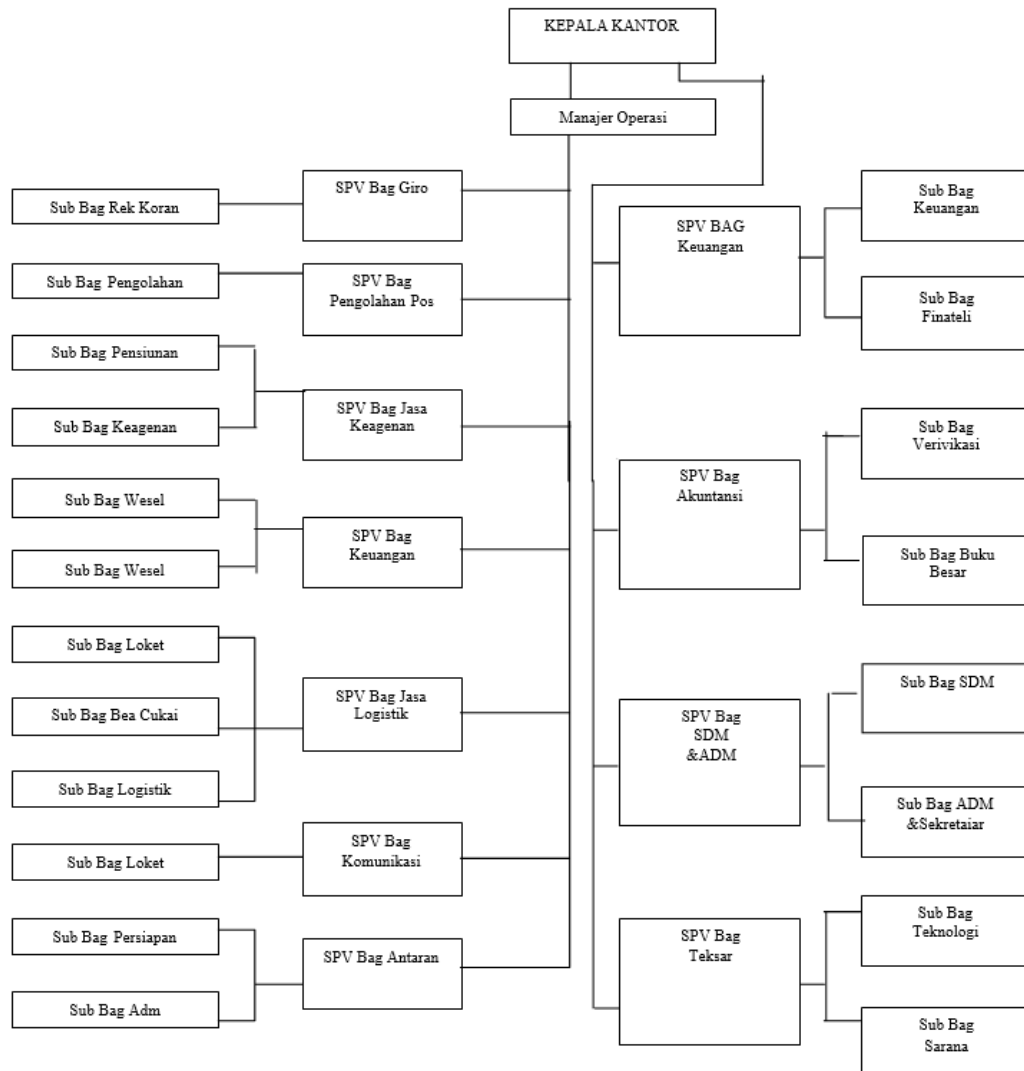 KEPALA KANTOR
Manajer Operasi
SPV Bag Giro
Sub Bag Rek Koran
SPV Bag
Pengolahan Pos
Sub Bag Pengolahan
SPV Bag Jasa
Keagenan
Sub Bag Pensiunan
Sub Bag Keagenan
SPV Bag
Keuangan
Sub Bag Wesel
Sub Bag Wesel
SPV Bag Jasa
Logistik
Sub Bag Loket
Sub Bag Bea Cukai
Sub Bag Logistik
SPV Bag
Komunikasi
Sub Bag Loket
SPV Bag Antaran
Sub Bag Persiapan
Sub Bag Adm
SPV BAG
Keuangan
Sub Bag
Keuangan
Sub Bag
Finateli
SPV Bag
Akuntansi
Sub Bag
Verivikasi
Sub Bag Buku
Besar
SPV Bag
SDM
&ADM
Sub Bag SDM
Sub Bag ADM
&Sekretaiar
SPV Bag
Teksar
Sub Bag
Teknologi
Sub Bag
Sarana